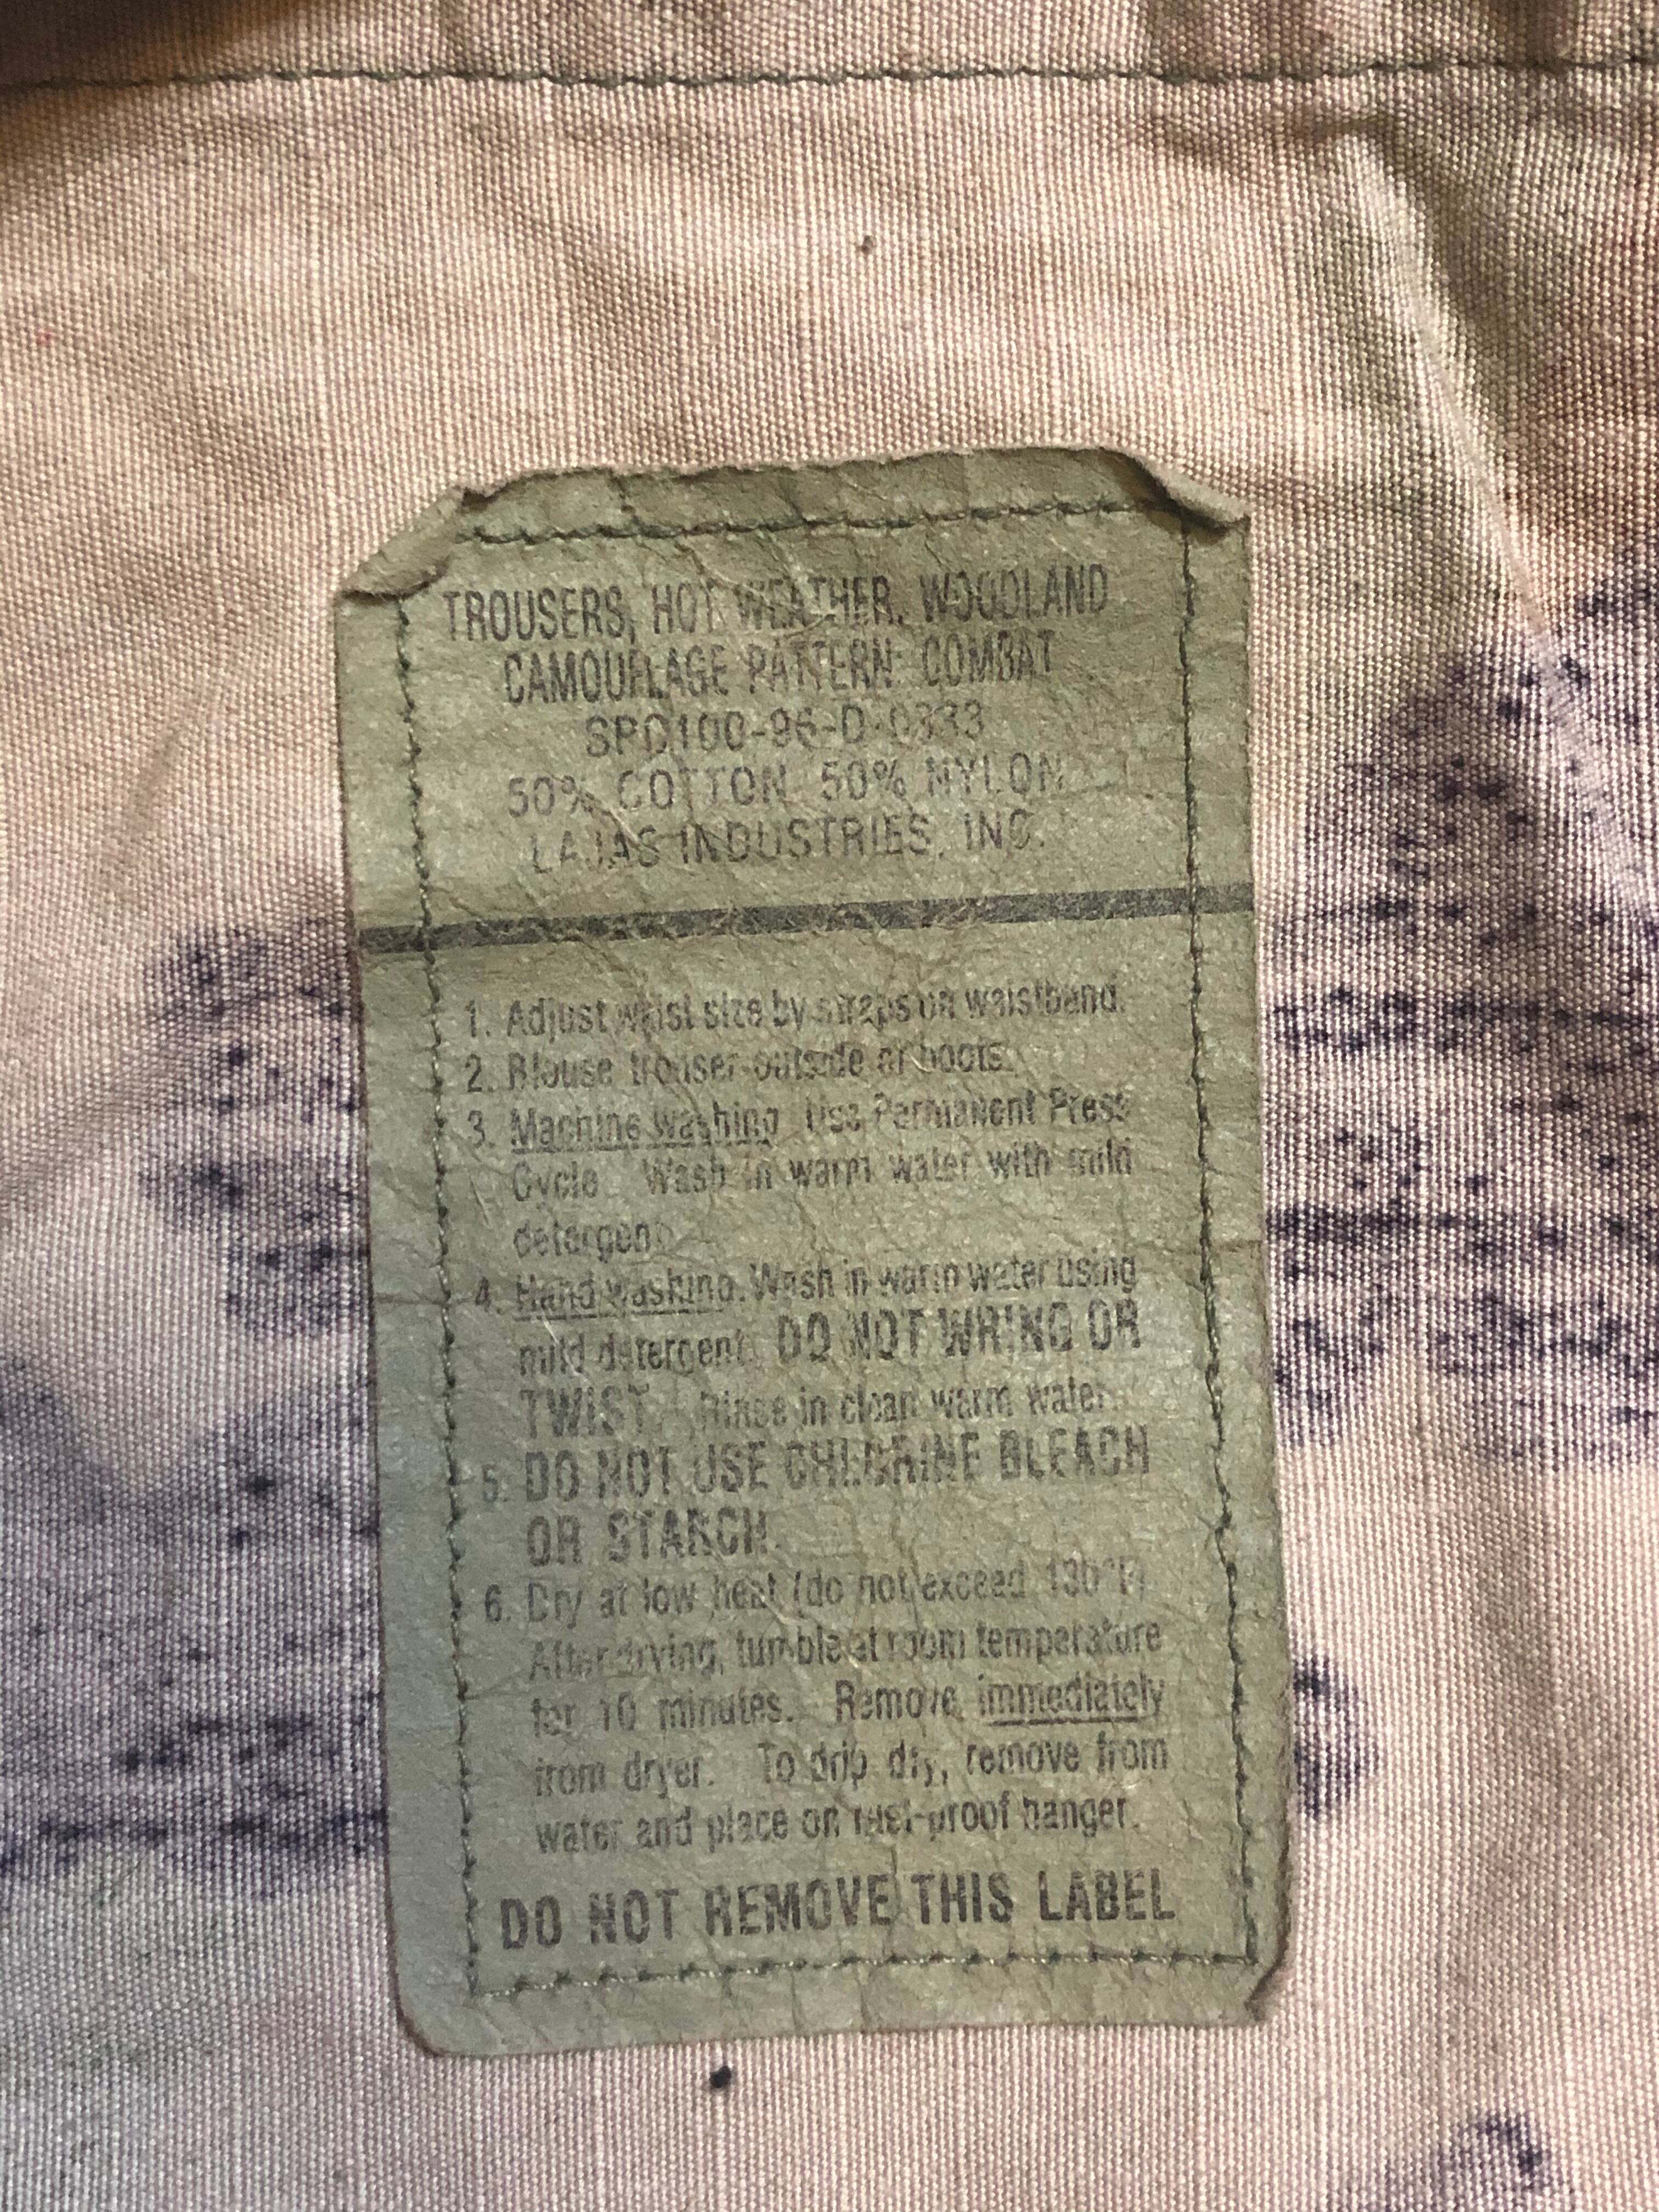 TROUSERS, HOT WEATHER, WOODLAND
CAMOUFLAGE PATTERN: COMBAT
SPO100-96-D-0333
50% COTTON 50% NYLON
LAJAS INDUSTRIES, INC.
1. Adjust waist size by straps on waistband.
2. Blouse trouser outside of boots.
3. Machine washing. Use Permanent Press
Cycle. Wash in warm water with mild
detergent.
4. Hand washing. Wash in warm water using
mild detergent. DO NOT WRING OR
TWIST. Rinse in clean warm water.
5. DO NOT USE CHLORINE BLEACH
OR STARCH.
6. Dry at low heat (do not exceed 130°F)
After drying, tumble at room temperature
for 10 minutes. Remove immediately
from dryer. To drip dry, remove from
water and place on rust-proof hanger.
DO NOT REMOVE THIS LABEL